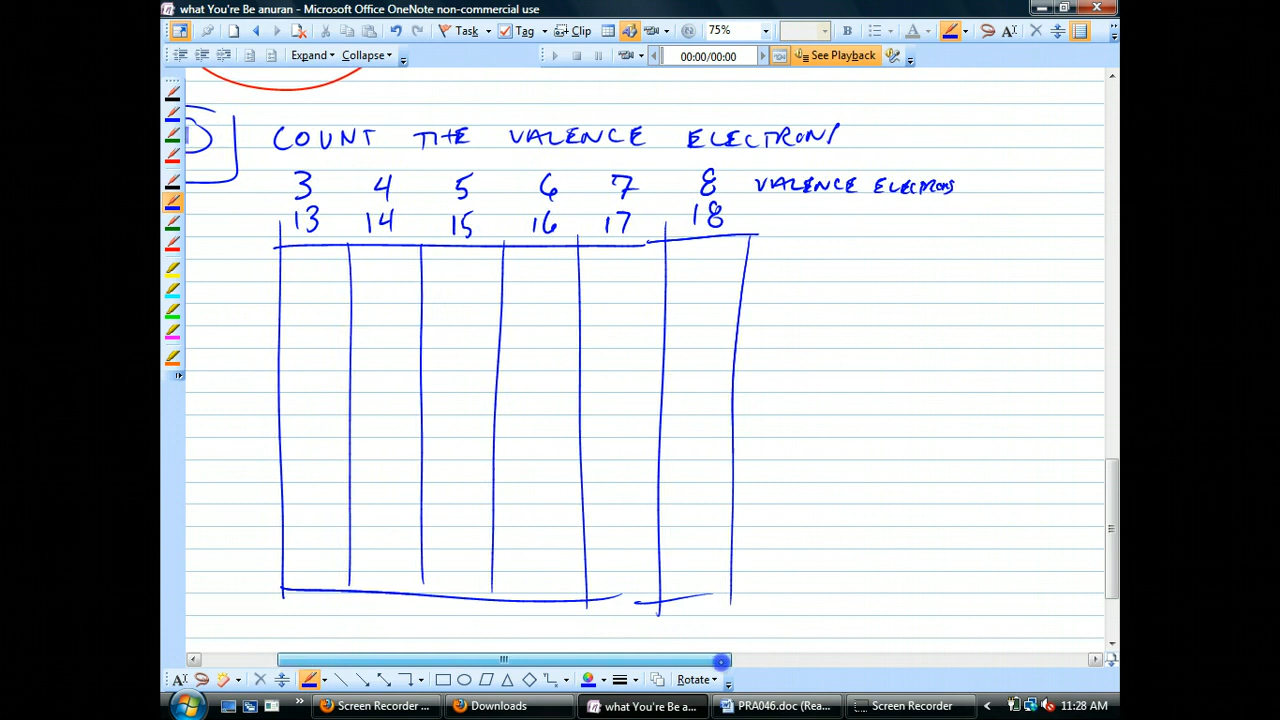 what You're Be anuran - Microsoft Office OneNote non-commercial use
Task Tag Clip 75% B A
Expand Collapse 00:00/00:00 See Playback
COUNT THE VALENCE ELECTRONS
3 4 5 6 7 8 VALENCE ELECTRONS
13 14 15 16 17 18
Rotate
Screen Recorder ... Downloads what You're Be a... PRA046.doc (Rea... Screen Recorder 11:28 AM